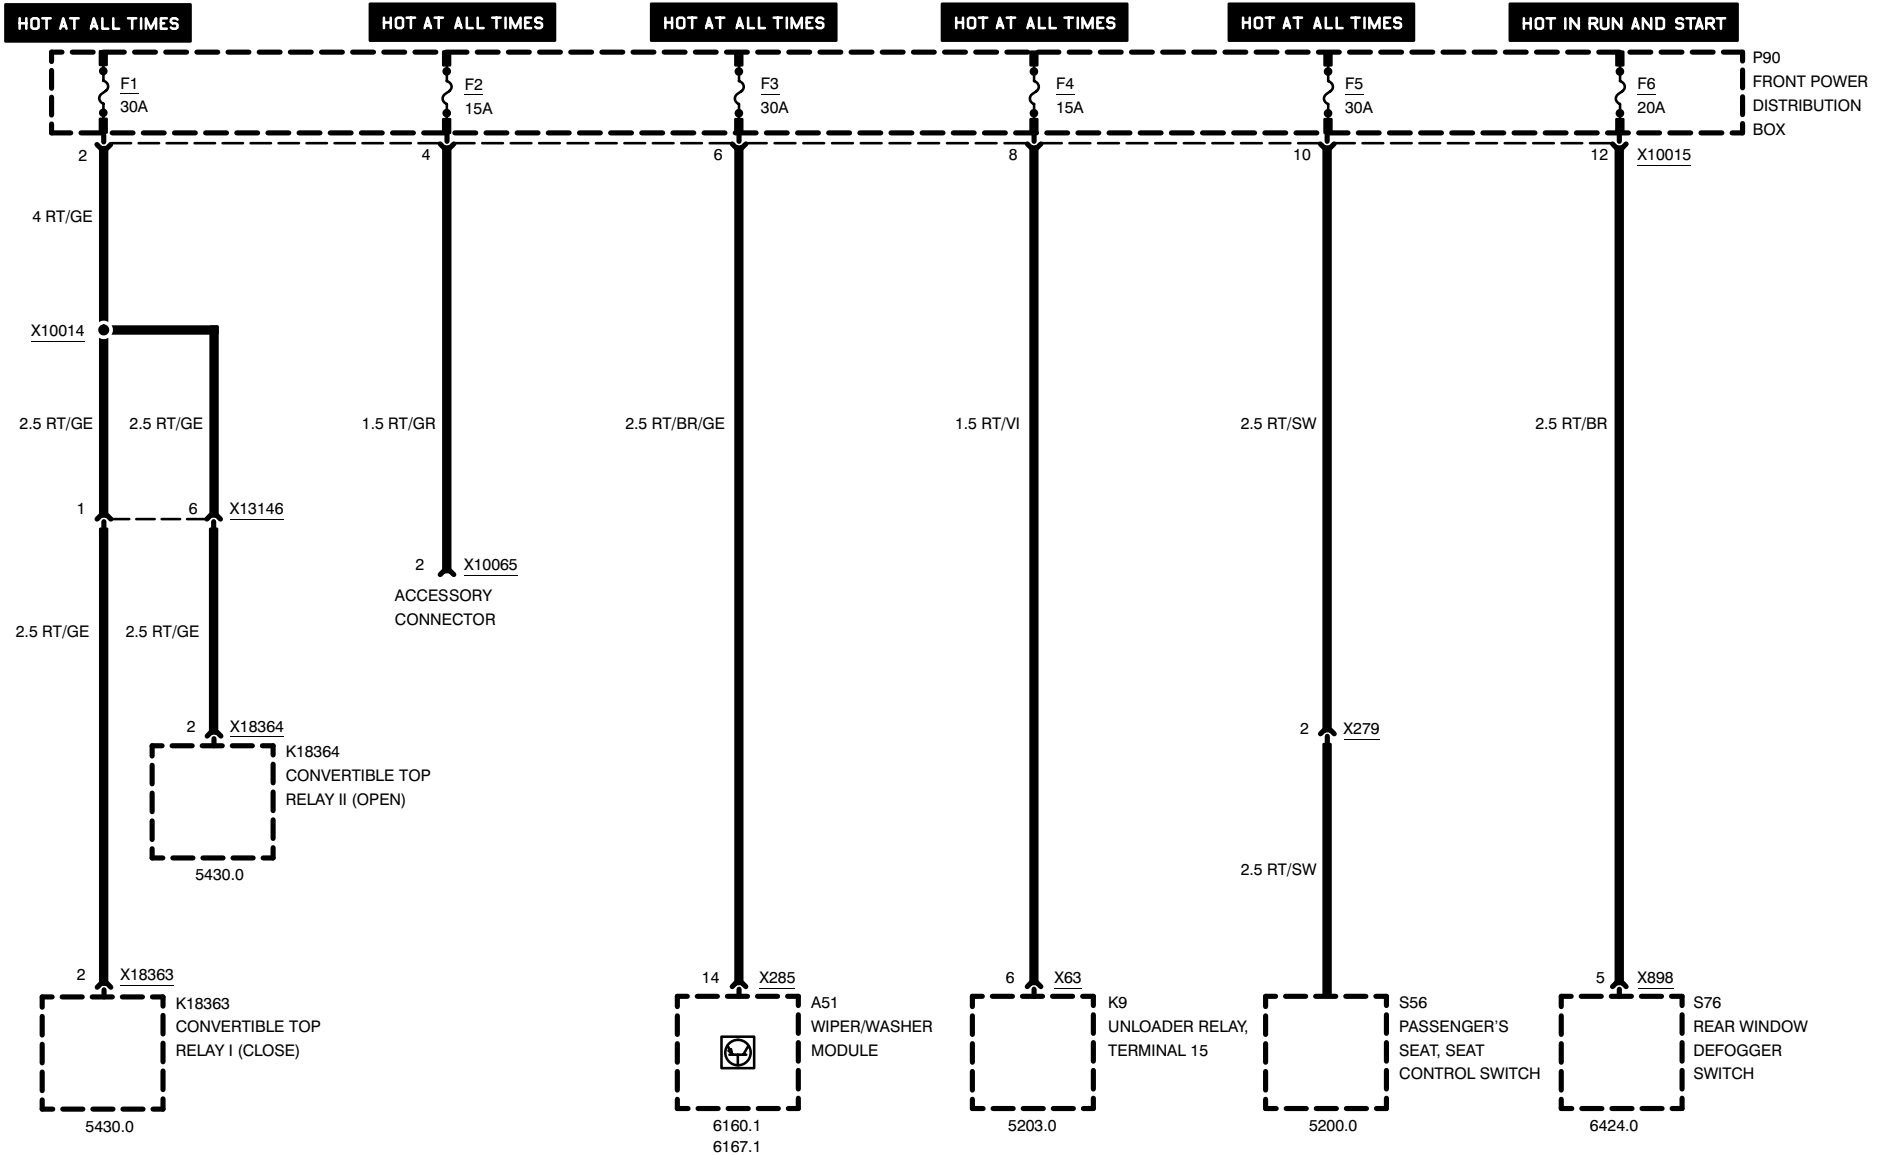 HOT AT ALL TIMES
HOT AT ALL TIMES
HOT AT ALL TIMES
HOT AT ALL TIMES
HOT AT ALL TIMES
HOT IN RUN AND START
F1
30A
F2
15A
F3
30A
F4
15A
F5
30A
F6
20A
P90
FRONT POWER
DISTRIBUTION
BOX
2
4
6
8
10
12
X10015
4 RT/GE
X10014
2.5 RT/GE
2.5 RT/GE
1.5 RT/GR
2.5 RT/BR/GE
1.5 RT/VI
2.5 RT/SW
2.5 RT/BR
1
6
X13146
2
X10065
ACCESSORY
CONNECTOR
2.5 RT/GE
2.5 RT/GE
2
X18364
K18364
CONVERTIBLE TOP
RELAY II (OPEN)
5430.0
2
X279
2.5 RT/SW
2
X18363
K18363
CONVERTIBLE TOP
RELAY I (CLOSE)
5430.0
14
X285
A51
WIPER/WASHER
MODULE
6160.1
6167.1
6
X63
K9
UNLOADER RELAY,
TERMINAL 15
5203.0
S56
PASSENGER'S
SEAT, SEAT
CONTROL SWITCH
5200.0
5
X898
S76
REAR WINDOW
DEFOGGER
SWITCH
6424.0